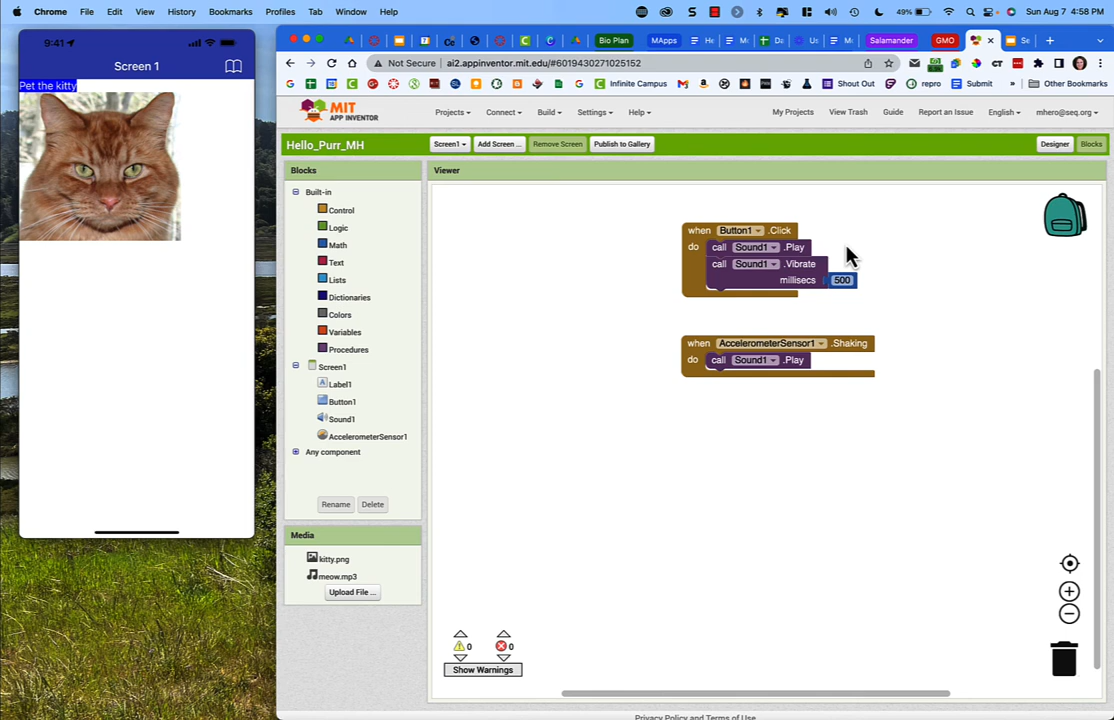 Chrome File Edit View History Bookmarks Profiles Tab Window Help 49% Sun Aug 7 4:58 PM
9:41
Screen 1
Pet the kitty
Bio Plan MApps Salamander GMO
Not Secure ai2.appinventor.mit.edu/#6019430271025152
Infinite Campus Shout Out repro Submit » Other Bookmarks
MIT
APP INVENTOR
Projects Connect Build Settings Help My Projects View Trash Guide Report an Issue English mhero@seq.org
Hello_Purr_MH Screen1 Add Screen ... Remove Screen Publish to Gallery Designer Blocks
Blocks Viewer
Built-in
Control
Logic
Math
Text
Lists
Dictionaries
Colors
Variables
Procedures
Screen1
Label1
Button1
Sound1
AccelerometerSensor1
Any component
Rename Delete
Media
kitty.png
meow.mp3
Upload File ...
when Button1 .Click
do call Sound1 .Play
call Sound1 .Vibrate
millisecs 500
when AccelerometerSensor1 .Shaking
do call Sound1 .Play
0 0
Show Warnings
Privacy Policy and Terms of Use